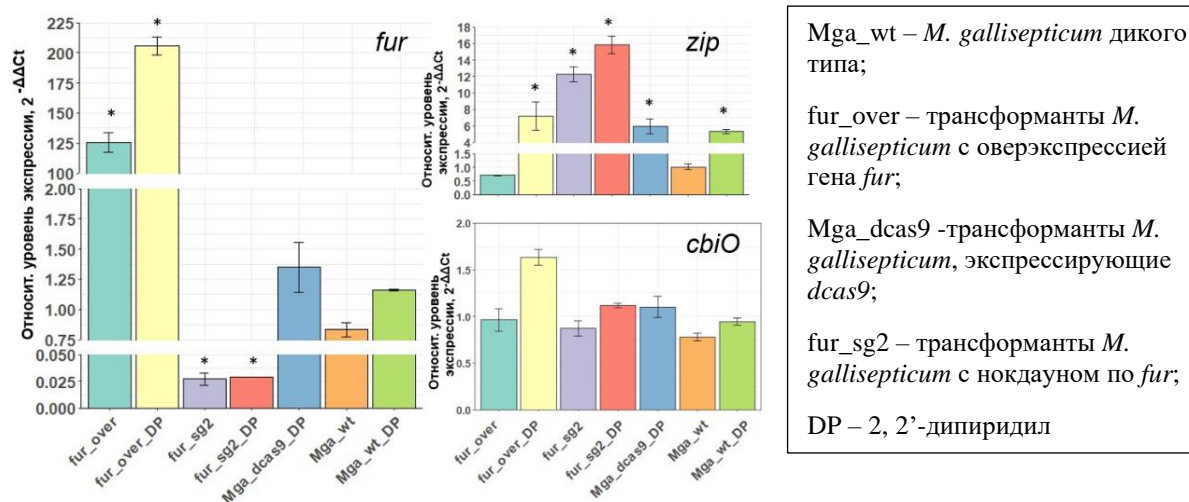 fur
Относит. уровень экспрессии, 2^-ΔΔCt
225
200
175
150
125
100
2.00
1.75
1.50
1.25
1.00
0.75
0.050
0.025
0.000
*
*
*
*
fur_over
fur_over_DP
fur_sg2
fur_sg2_DP
Mga_dcas9_DP
Mga_wt
Mga_wt_DP
zip
Относит. уровень
экспрессии, 2^-ΔΔCt
18
16
14
12
10
8
6
4
1.5
1.0
0.5
0.0
*
*
*
*
*
cbiO
Относит. уровень
экспрессии, 2^-ΔΔCt
2.0
1.5
1.0
0.5
0.0
fur_over
fur_over_DP
fur_sg2
fur_sg2_DP
Mga_dcas9_DP
Mga_wt
Mga_wt_DP
Mga_wt – M. gallisepticum дикого
типа;
fur_over – трансформанты M.
gallisepticum с оверэкспрессией
гена fur;
Mga_dcas9 -трансформанты M.
gallisepticum, экспрессирующие
dcas9;
fur_sg2 – трансформанты M.
gallisepticum с нокдауном по fur;
DP – 2, 2’-дипиридил